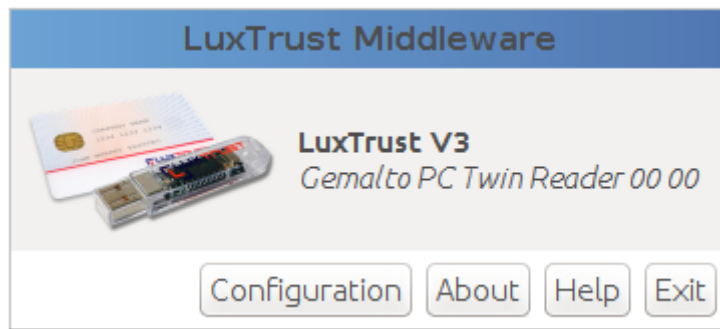 LuxTrust Middleware
LuxTrust V3
Gemalto PC Twin Reader 00 00
Configuration About Help Exit